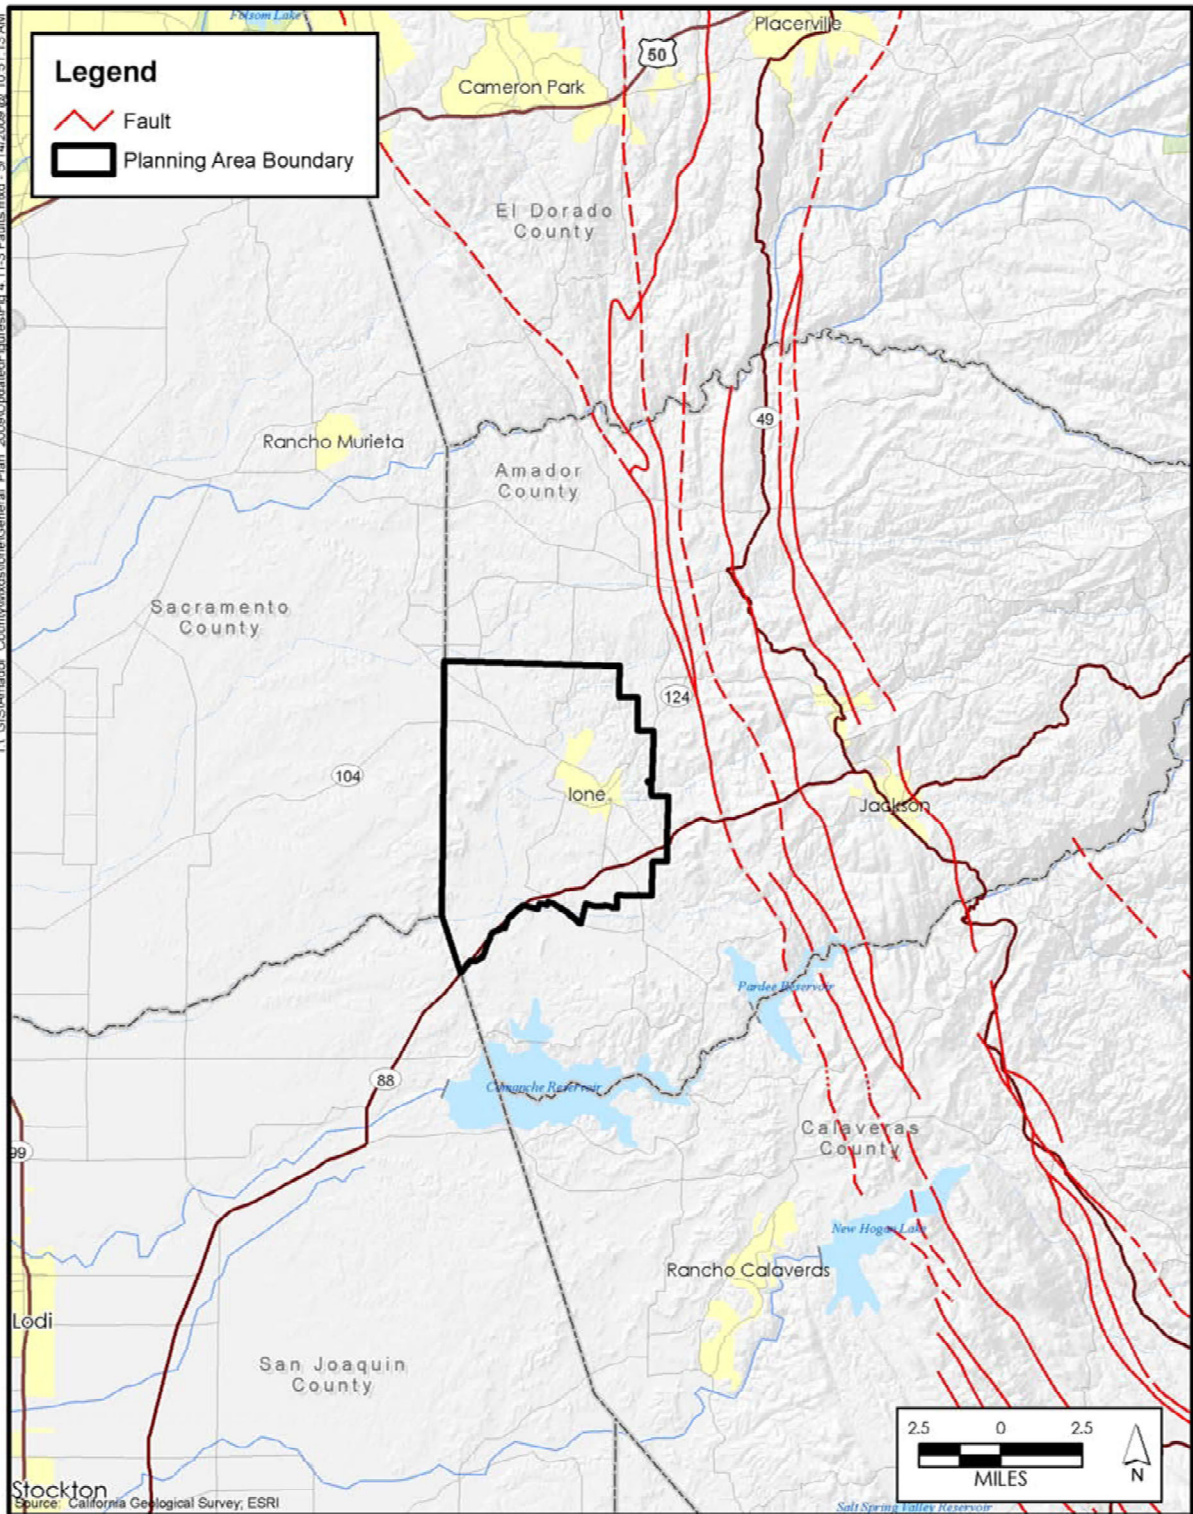 Folsom Lake
Placerville
50
Legend
Fault
Planning Area Boundary
Cameron Park
El Dorado
County
49
Rancho Murieta
Amador
County
Sacramento
County
124
104
Ione
Jackson
Pardee Reservoir
88
Comanche Reservoir
Calaveras
County
99
New Hogan Lake
Rancho Calaveras
Lodi
San Joaquin
County
2.5 0 2.5
MILES
N
Stockton
Source: California Geological Survey; ESRI
Salt Spring Valley Reservoir